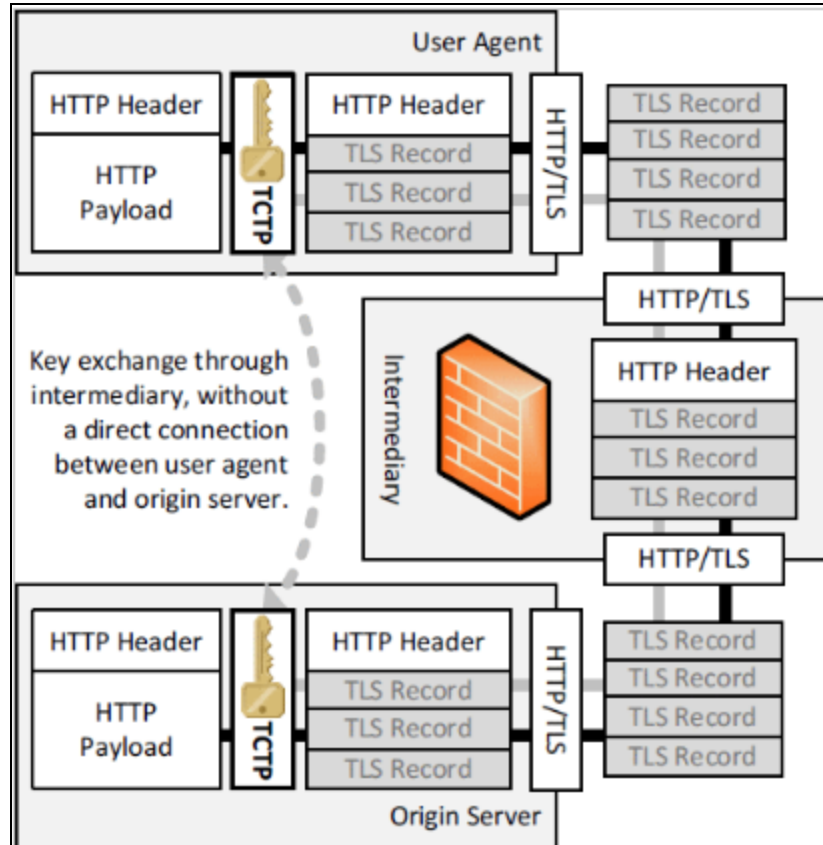 User Agent
HTTP Header
HTTP
Payload
TCTP
HTTP Header
TLS Record
TLS Record
TLS Record
HTTP/TLS
TLS Record
TLS Record
TLS Record
TLS Record
HTTP/TLS
Key exchange through
intermediary, without
a direct connection
between user agent
and origin server.
Intermediary
HTTP Header
TLS Record
TLS Record
TLS Record
HTTP/TLS
HTTP Header
HTTP
Payload
TCTP
HTTP Header
TLS Record
TLS Record
TLS Record
HTTP/TLS
TLS Record
TLS Record
TLS Record
TLS Record
Origin Server